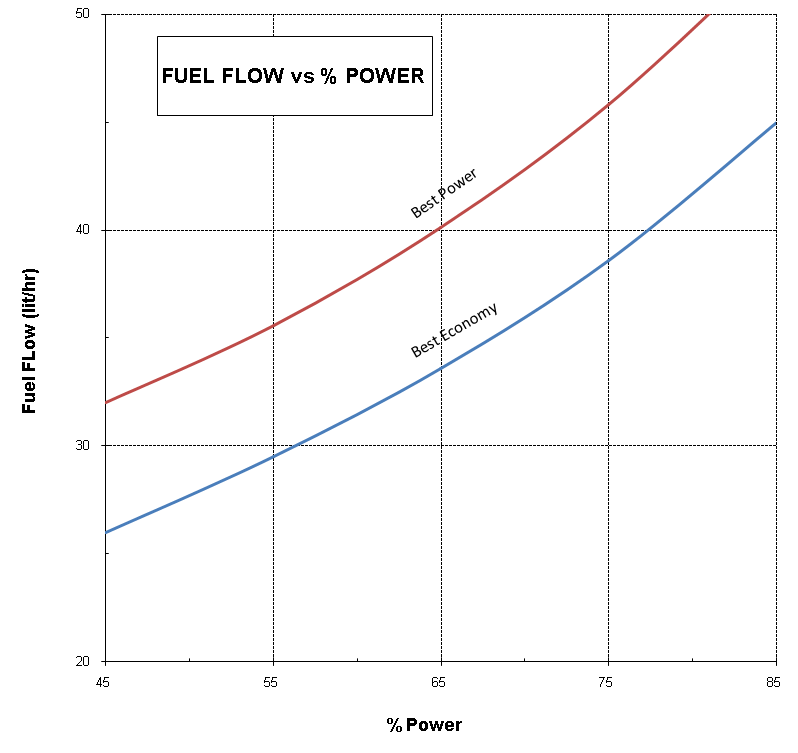 50
FUEL FLOW vs % POWER
Best Power
40
Best Economy
Fuel FLow (lit/hr)
30
20
45 55 65 75 85
% Power